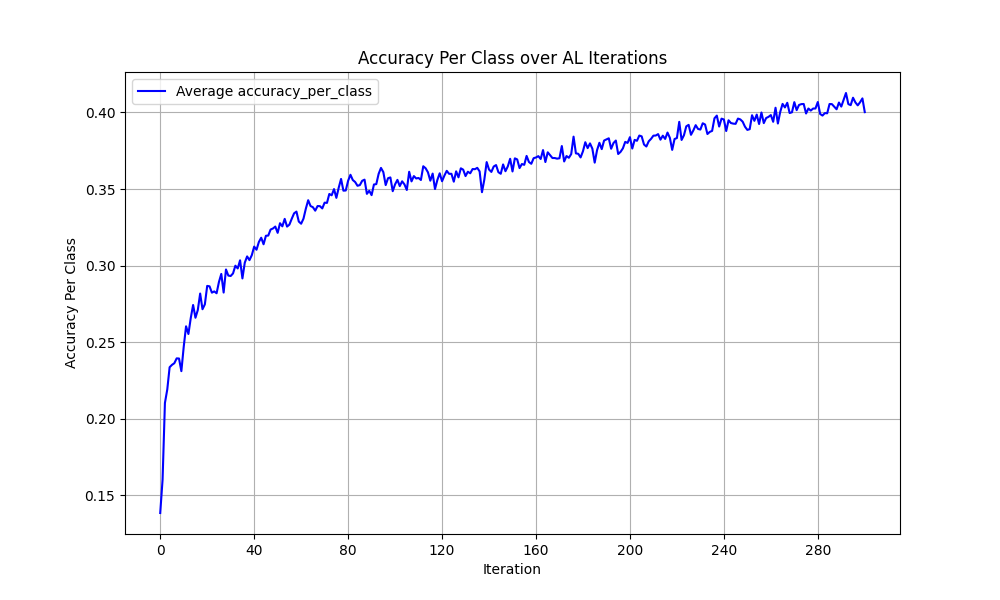 Accuracy Per Class over AL Iterations
Average accuracy_per_class
Accuracy Per Class
0.40
0.35
0.30
0.25
0.20
0.15
0 40 80 120 160 200 240 280
Iteration